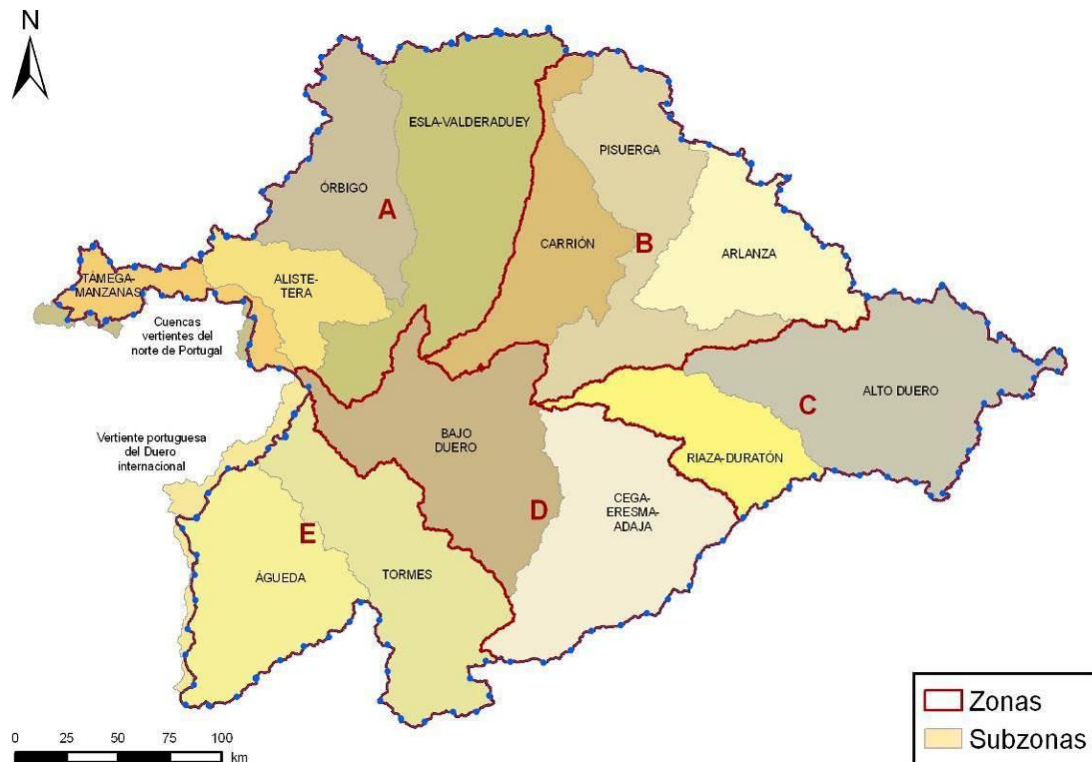 N
ESLA-VALDERADUEY
PISUERGA
ÓRBIGO
A
CARRIÓN
B
ARLANZA
TÁMEGA-
MANZANAS
ALISTE-
TERA
Cuencas
vertientes del
norte de Portugal
ALTO DUERO
C
Vertiente portuguesa
del Duero
internacional
BAJO
DUERO
RIAZA-DURATÓN
CEGA-
ERESMA-
ADAJA
D
E
ÁGUEDA
TORMES
Zonas
Subzonas
0 25 50 75 100
km